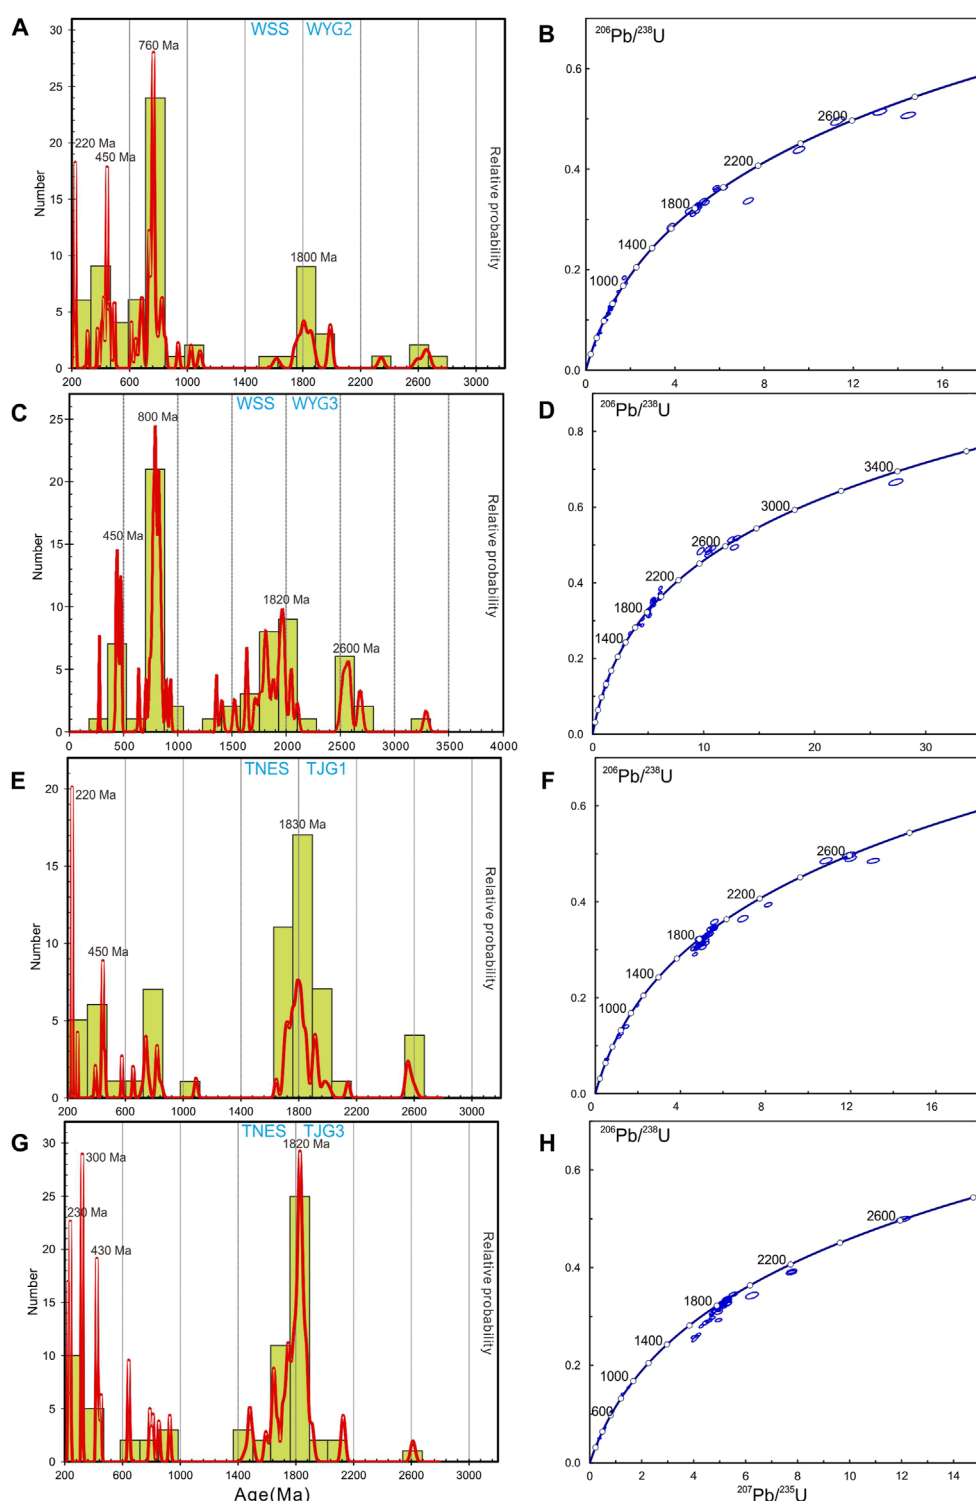 A
WSS WYG2
30
25
20
15
10
5
0
Number
760 Ma
220 Ma
450 Ma
1800 Ma
Relative probability
200 600 1000 1400 1800 2200 2600 3000
B
206Pb/238U
0.6
0.4
0.2
0.0
2600
2200
1800
1400
1000
0 4 8 12 16
C
WSS WYG3
25
20
15
10
5
0
Number
800 Ma
450 Ma
1820 Ma
2600 Ma
Relative probability
0 500 1000 1500 2000 2500 3000 3500 4000
D
206Pb/238U
0.8
0.6
0.4
0.2
0.0
3400
3000
2600
2200
1800
1400
0 10 20 30
E
TNES TJG1
20
15
10
5
0
Number
220 Ma
1830 Ma
450 Ma
Relative probability
200 600 1000 1400 1800 2200 2600 3000
F
206Pb/238U
0.6
0.4
0.2
0.0
2600
2200
1800
1400
1000
0 4 8 12 16
G
TNES TJG3
30
25
20
15
10
5
0
Number
1820 Ma
300 Ma
230 Ma
430 Ma
Relative probability
200 600 1000 1400 1800 2200 2600 3000
Age(Ma)
H
206Pb/238U
0.6
0.4
0.2
0.0
2600
2200
1800
1400
1000
600
0 2 4 6 8 10 12 14
207Pb/235U